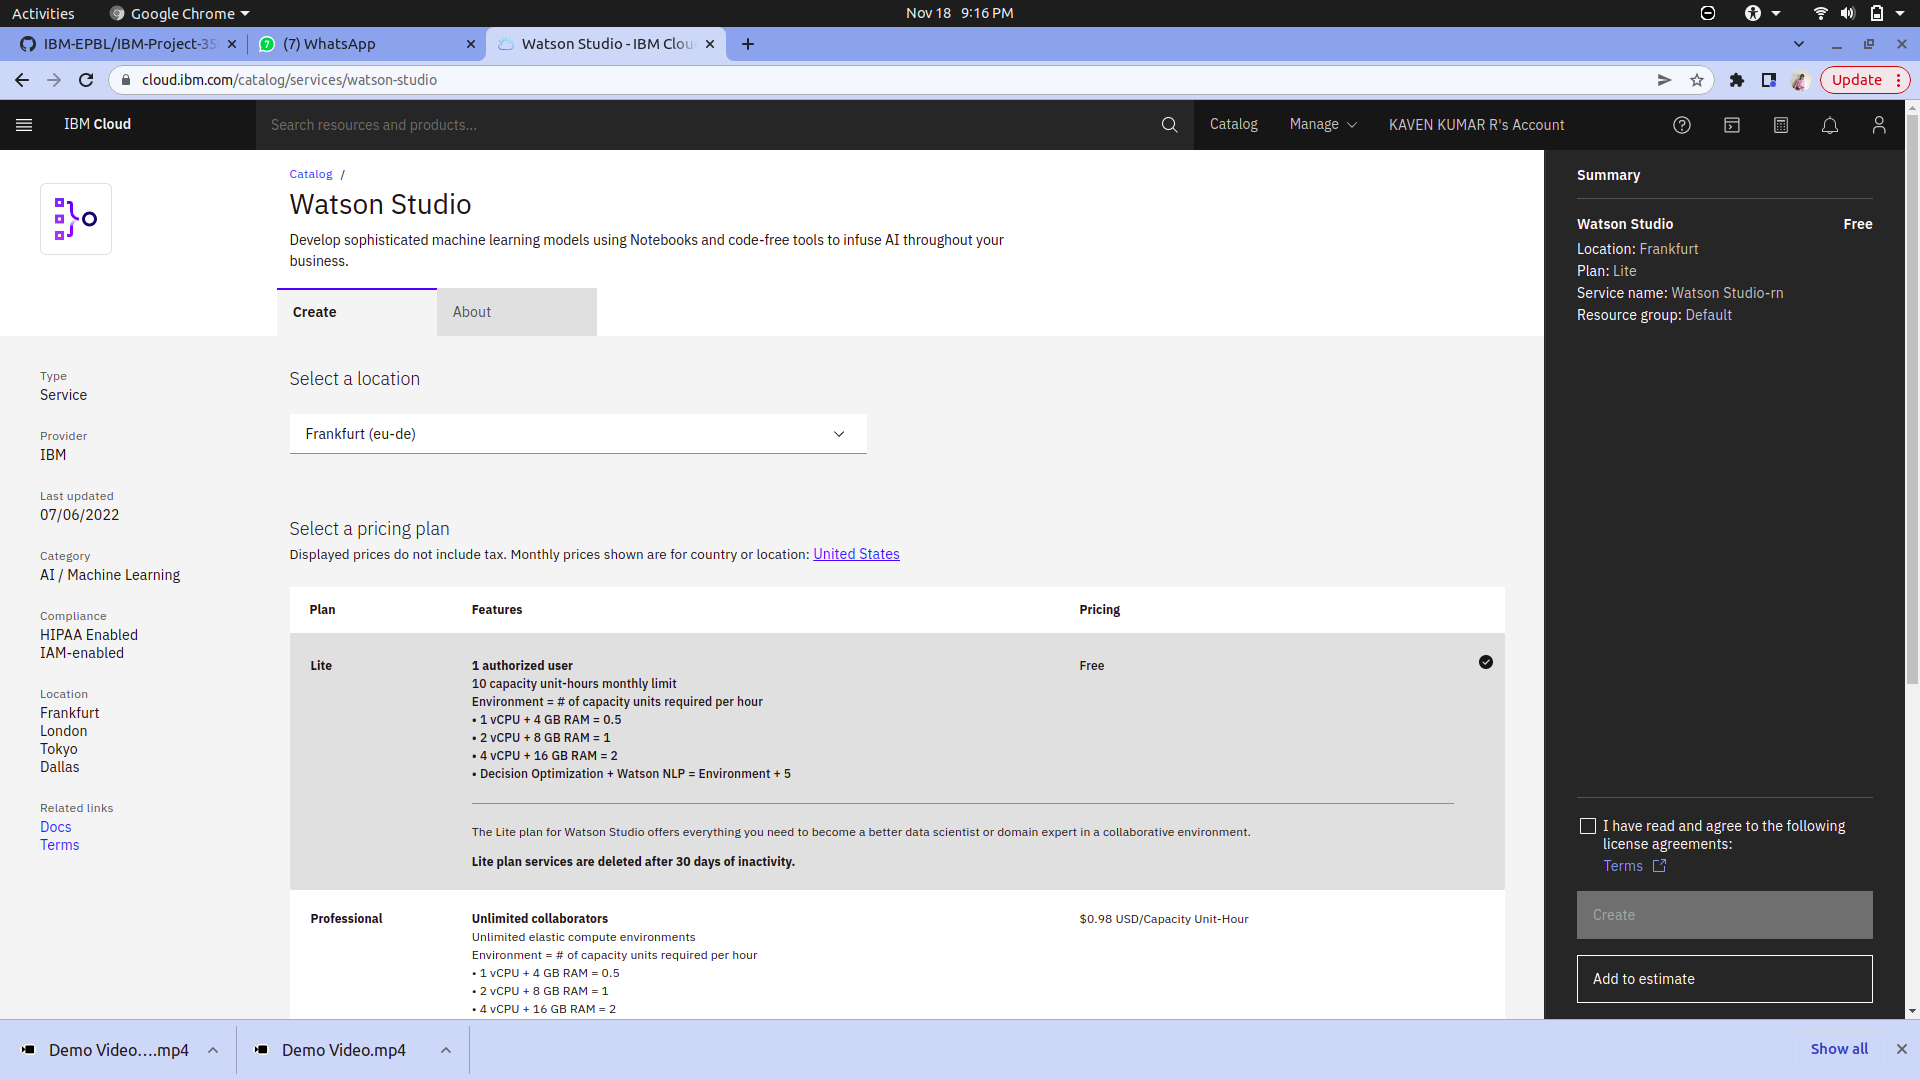 Activities
Google Chrome
Nov 18 9:16 PM
IBM-EPBL/IBM-Project-35
(7) WhatsApp
Watson Studio - IBM Clou
cloud.ibm.com/catalog/services/watson-studio
Update
IBM Cloud
Search resources and products...
Catalog
Manage
KAVEN KUMAR R's Account
Catalog /
Watson Studio
Develop sophisticated machine learning models using Notebooks and code-free tools to infuse AI throughout your
business.
Create
About
Type
Service
Provider
IBM
Last updated
07/06/2022
Category
AI / Machine Learning
Compliance
HIPAA Enabled
IAM-enabled
Location
Frankfurt
London
Tokyo
Dallas
Related links
Docs
Terms
Select a location
Frankfurt (eu-de)
Select a pricing plan
Displayed prices do not include tax. Monthly prices shown are for country or location: United States
Plan Features Pricing
Lite
1 authorized user
Free
10 capacity unit-hours monthly limit
Environment = # of capacity units required per hour
• 1 vCPU + 4 GB RAM = 0.5
• 2 vCPU + 8 GB RAM = 1
• 4 vCPU + 16 GB RAM = 2
• Decision Optimization + Watson NLP = Environment + 5
The Lite plan for Watson Studio offers everything you need to become a better data scientist or domain expert in a collaborative environment.
Lite plan services are deleted after 30 days of inactivity.
Professional
Unlimited collaborators
$0.98 USD/Capacity Unit-Hour
Unlimited elastic compute environments
Environment = # of capacity units required per hour
• 1 vCPU + 4 GB RAM = 0.5
• 2 vCPU + 8 GB RAM = 1
• 4 vCPU + 16 GB RAM = 2
Summary
Watson Studio Free
Location: Frankfurt
Plan: Lite
Service name: Watson Studio-rn
Resource group: Default
I have read and agree to the following
license agreements:
Terms
Create
Add to estimate
Demo Video....mp4
Demo Video.mp4
Show all